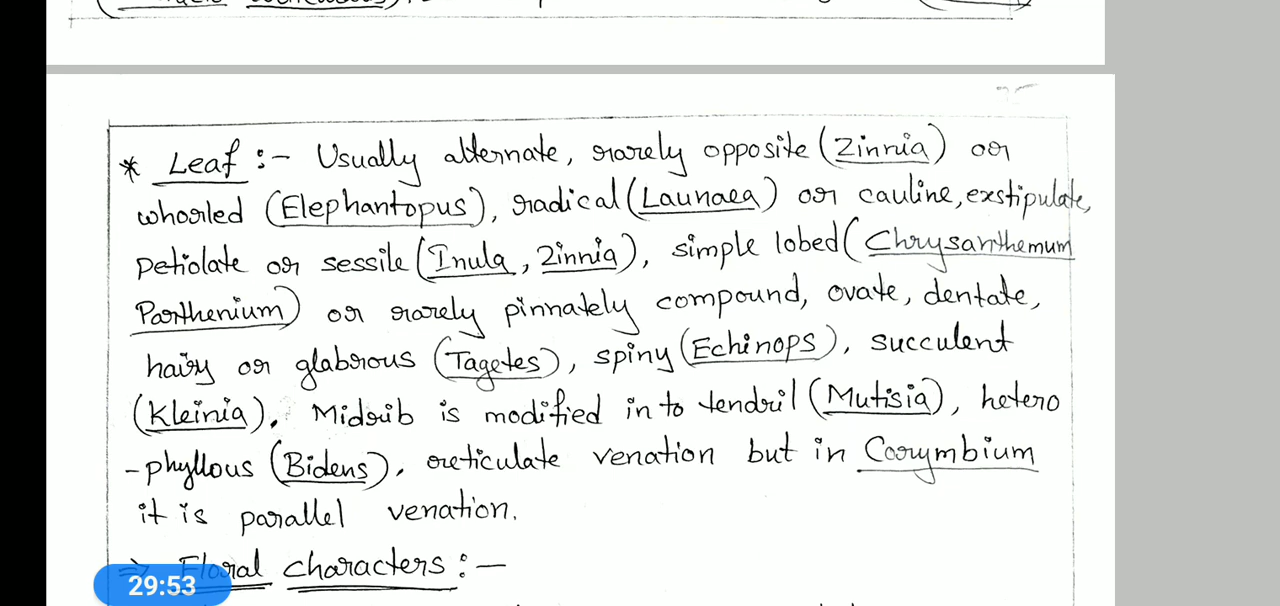 * Leaf :- Usually alternate, rarely opposite (Zinnia) or
whorled (Elephantopus), radical (Launaea) or cauline, exstipulate,
petiolate or sessile (Inula, Zinnia), simple lobed (Chrysanthemum
Parthenium) or rarely pinnately compound, ovate, dentate,
hairy or glabrous (Tagetes), spiny (Echinops), succulent
(Kleinia). Midrib is modified in to tendril (Mutisia), hetero
-phyllous (Bidens), reticulate venation but in Corymbium
it is parallel venation.
⇒ Floral characters :-
29:53